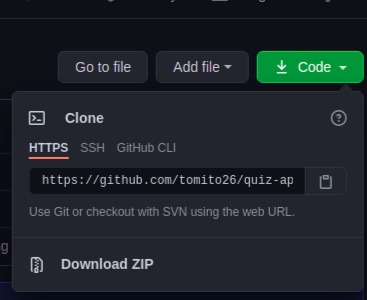 Go to file
Add file
Code
Clone
HTTPS SSH GitHub CLI
https://github.com/tomito26/quiz-ap
Use Git or checkout with SVN using the web URL.
Download ZIP